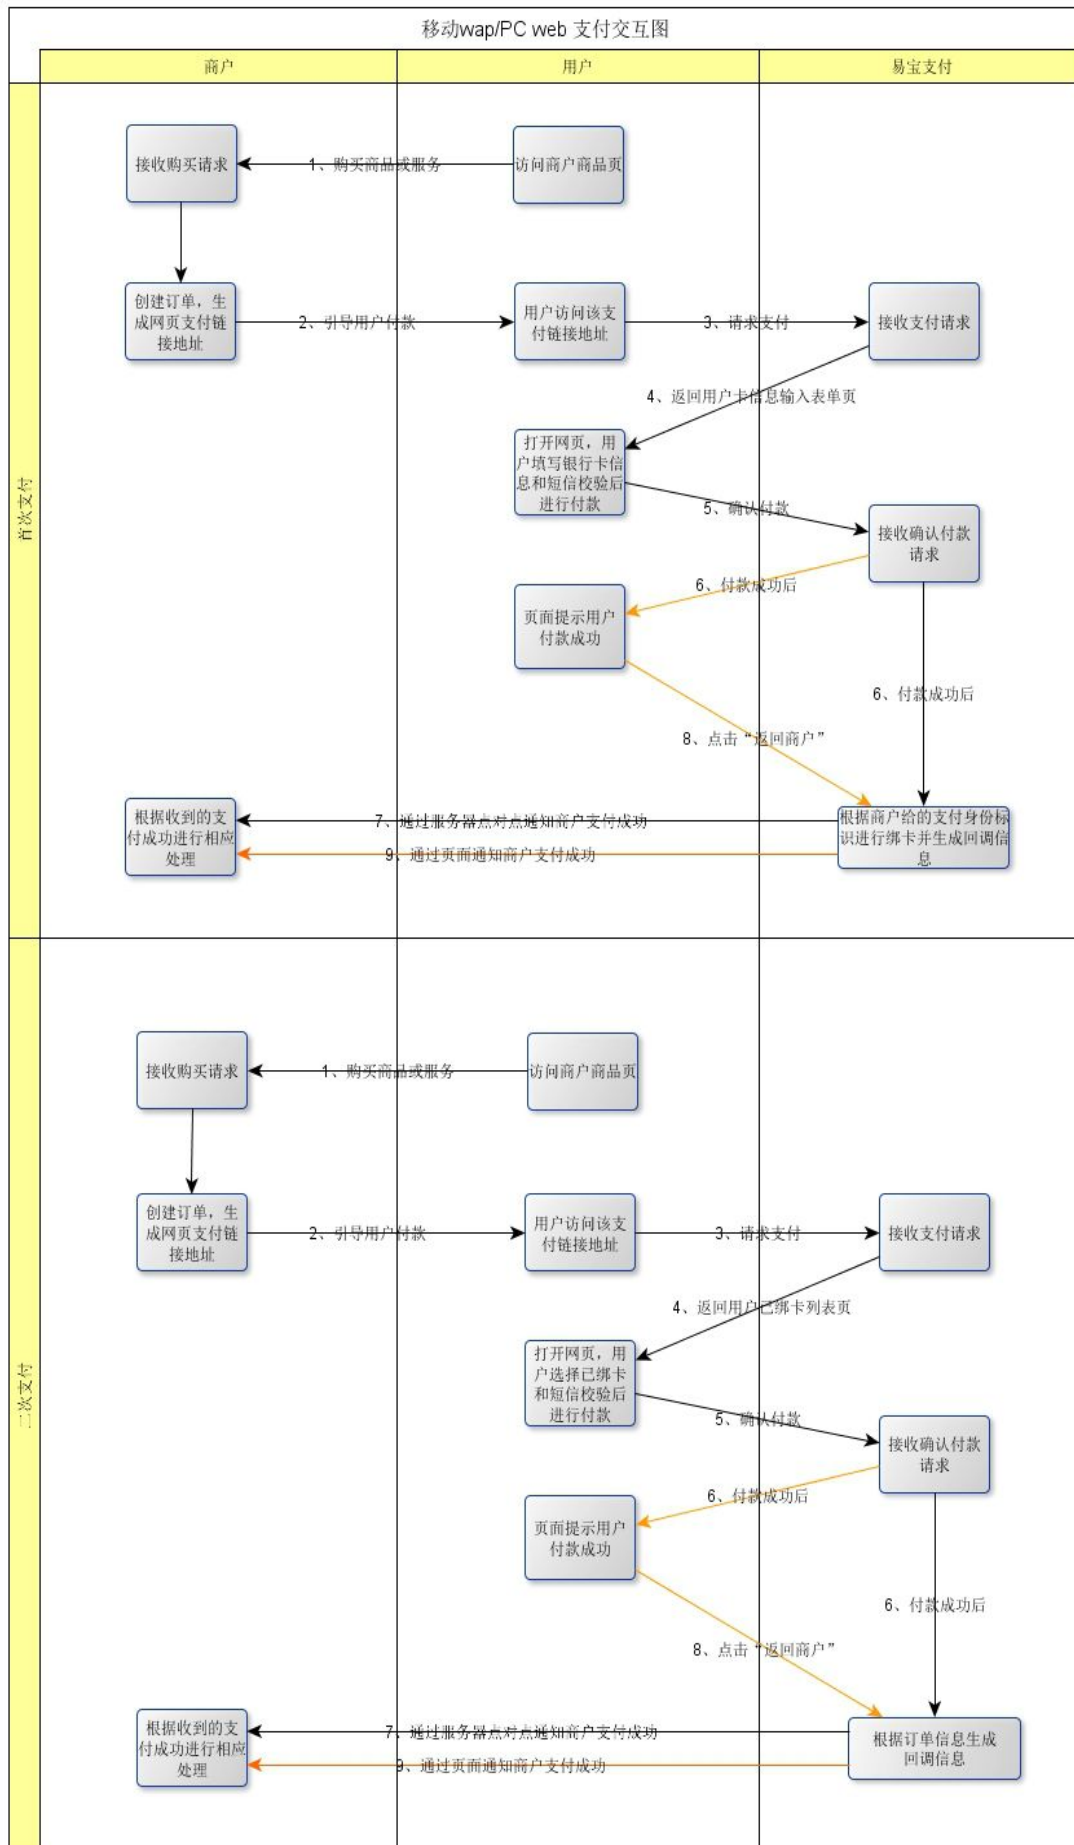 移动wap/PC web 支付交互图
商户
用户
易宝支付
首次支付
接收购买请求
1、购买商品或服务
访问商户商品页
创建订单，生
成网页支付链
接地址
2、引导用户付款
用户访问该支
付链接地址
3、请求支付
接收支付请求
4、返回用户卡信息输入表单页
打开网页，用
户填写银行卡信
息和短信校验后
进行付款
5、确认付款
接收确认付款
请求
6、付款成功后
页面提示用户
付款成功
6、付款成功后
8、点击“返回商户”
根据收到的支
付成功进行相应
处理
7、通过服务器点对点通知商户支付成功
9、通过页面通知商户支付成功
根据商户给的支付身份标
识进行绑卡并生成回调信
息
二次支付
接收购买请求
1、购买商品或服务
访问商户商品页
创建订单，生
成网页支付链
接地址
2、引导用户付款
用户访问该支
付链接地址
3、请求支付
接收支付请求
4、返回用户已绑卡列表页
打开网页，用
户选择已绑卡
和短信校验后
进行付款
5、确认付款
接收确认付款
请求
6、付款成功后
页面提示用户
付款成功
6、付款成功后
8、点击“返回商户”
根据收到的支
付成功进行相应
处理
7、通过服务器点对点通知商户支付成功
9、通过页面通知商户支付成功
根据订单信息生成
回调信息